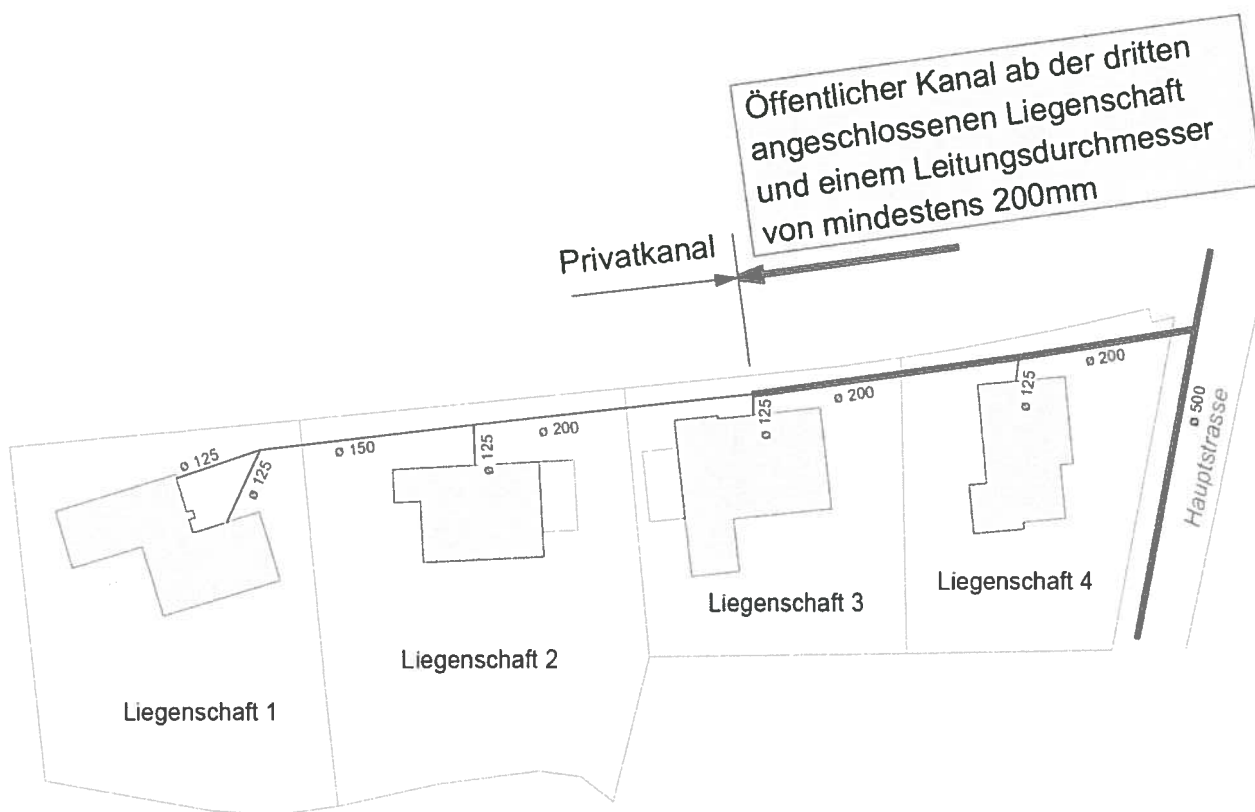 Öffentlicher Kanal ab der dritten
angeschlossenen Liegenschaft
und einem Leitungsdurchmesser
von mindestens 200mm
Privatkanal
ø 125
ø 125
ø 150
ø 125
ø 200
ø 125
ø 200
ø 125
ø 200
ø 500
Hauptstrasse
Liegenschaft 1
Liegenschaft 2
Liegenschaft 3
Liegenschaft 4